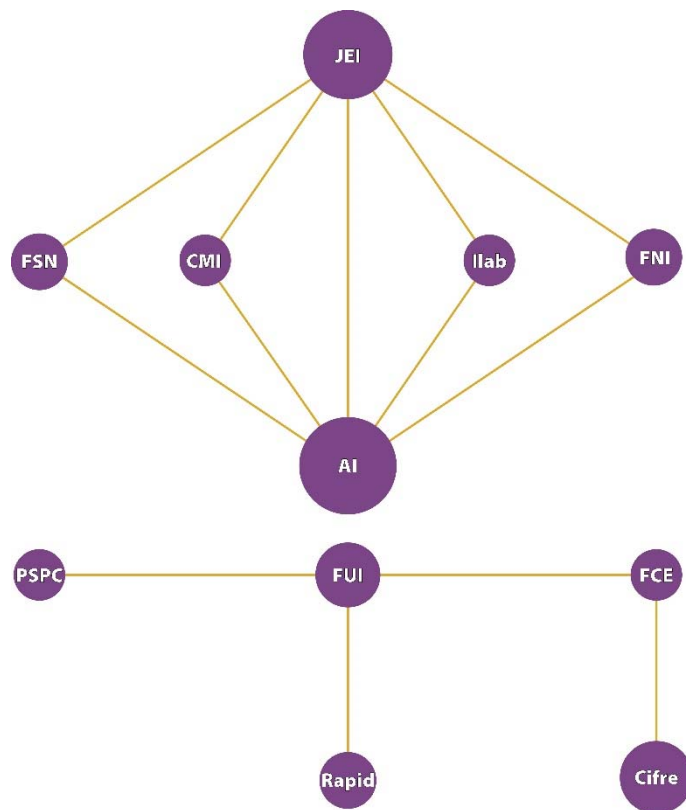 JEI
FSN
CMI
Ilab
FNI
AI
PSPC
FUI
FCE
Rapid
Cifre